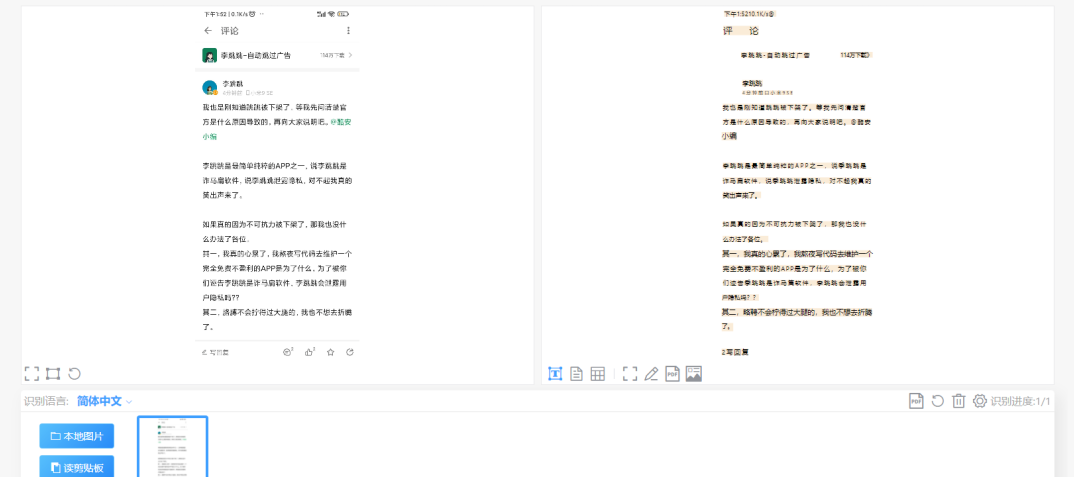 下午1:52 | 0.1K/s
评论
李跳跳-自动跳过广告
114万下载 >
李跳跳
我也是刚知道跳跳被下架了，等我先问清楚官
方是什么原因导致的，再向大家说明吧。@酷安
小编
李跳跳是最简单纯粹的APP之一，说李跳跳是
诈马扁软件，说李跳跳泄露隐私，对不起我真的
笑出声来了。
如果真的因为不可抗力被下架了，那我也没什
么办法了各位。
其一，我真的心累了，我熬夜写代码去维护一个
完全免费不盈利的APP是为了什么，为了被你
们诬告李跳跳是诈马扁软件，李跳跳会泄露用
户隐私吗??
其二，胳膊不会拧得过大腿的，我也不想去折腾
了。
写回复
下午1:5210.1K/s@
评 论
李跳跳-自动跳过广告
114万下载>
李跳跳
我也是刚知道跳跳被下架了。等我先问清楚官
方是什么原因导致的，再向大家说明吧。@酷安
小编
李跳跳是最简单纯粹的APP之一，说李跳跳是
诈马扁软件，说李跳跳泄露隐私，对不起我真的
笑出声来了。
如果真的因为不可抗力被下架了，那我也没什
么办法了各位。
其一，我真的心累了，我熬夜写代码去维护一个
完全免费不盈利的APP是为了什么，为了被你
们诬告李跳跳是诈马扁软件，李跳跳会泄露用
户隐私吗？？
其二，胳膊不会拧得过大腿的，我也不想去折腾
了。
2写回复
识别语言: 简体中文
识别进度:1/1
本地图片
读剪贴板